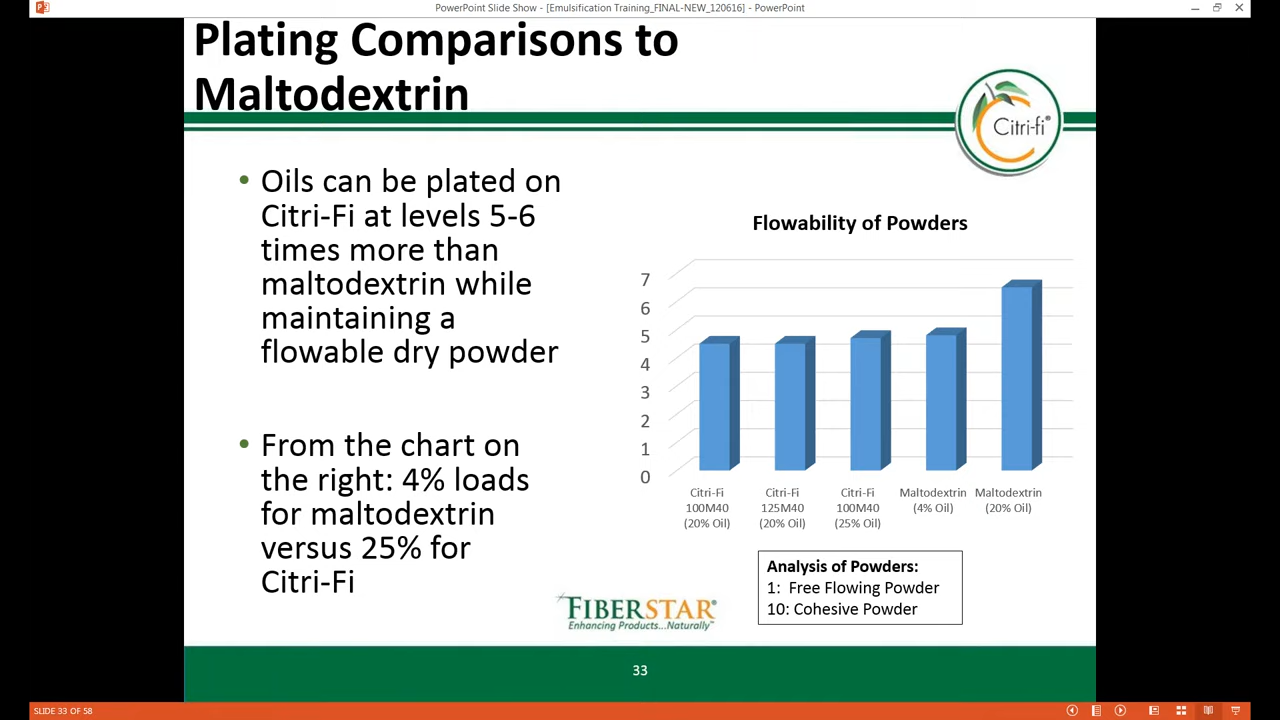 PowerPoint Slide Show - [Emulsification Training_FINAL-NEW_120616] - PowerPoint
Plating Comparisons to
Maltodextrin
Citri-fi®
• Oils can be plated on
Citri-Fi at levels 5-6
times more than
maltodextrin while
maintaining a
flowable dry powder
• From the chart on
the right: 4% loads
for maltodextrin
versus 25% for
Citri-Fi
Flowability of Powders
7
6
5
4
3
2
1
0
Citri-Fi
100M40
(20% Oil)
Citri-Fi
125M40
(20% Oil)
Citri-Fi
100M40
(25% Oil)
Maltodextrin
(4% Oil)
Maltodextrin
(20% Oil)
Analysis of Powders:
1: Free Flowing Powder
10: Cohesive Powder
FIBERSTAR®
Enhancing Products...Naturally™
33
SLIDE 33 OF 58